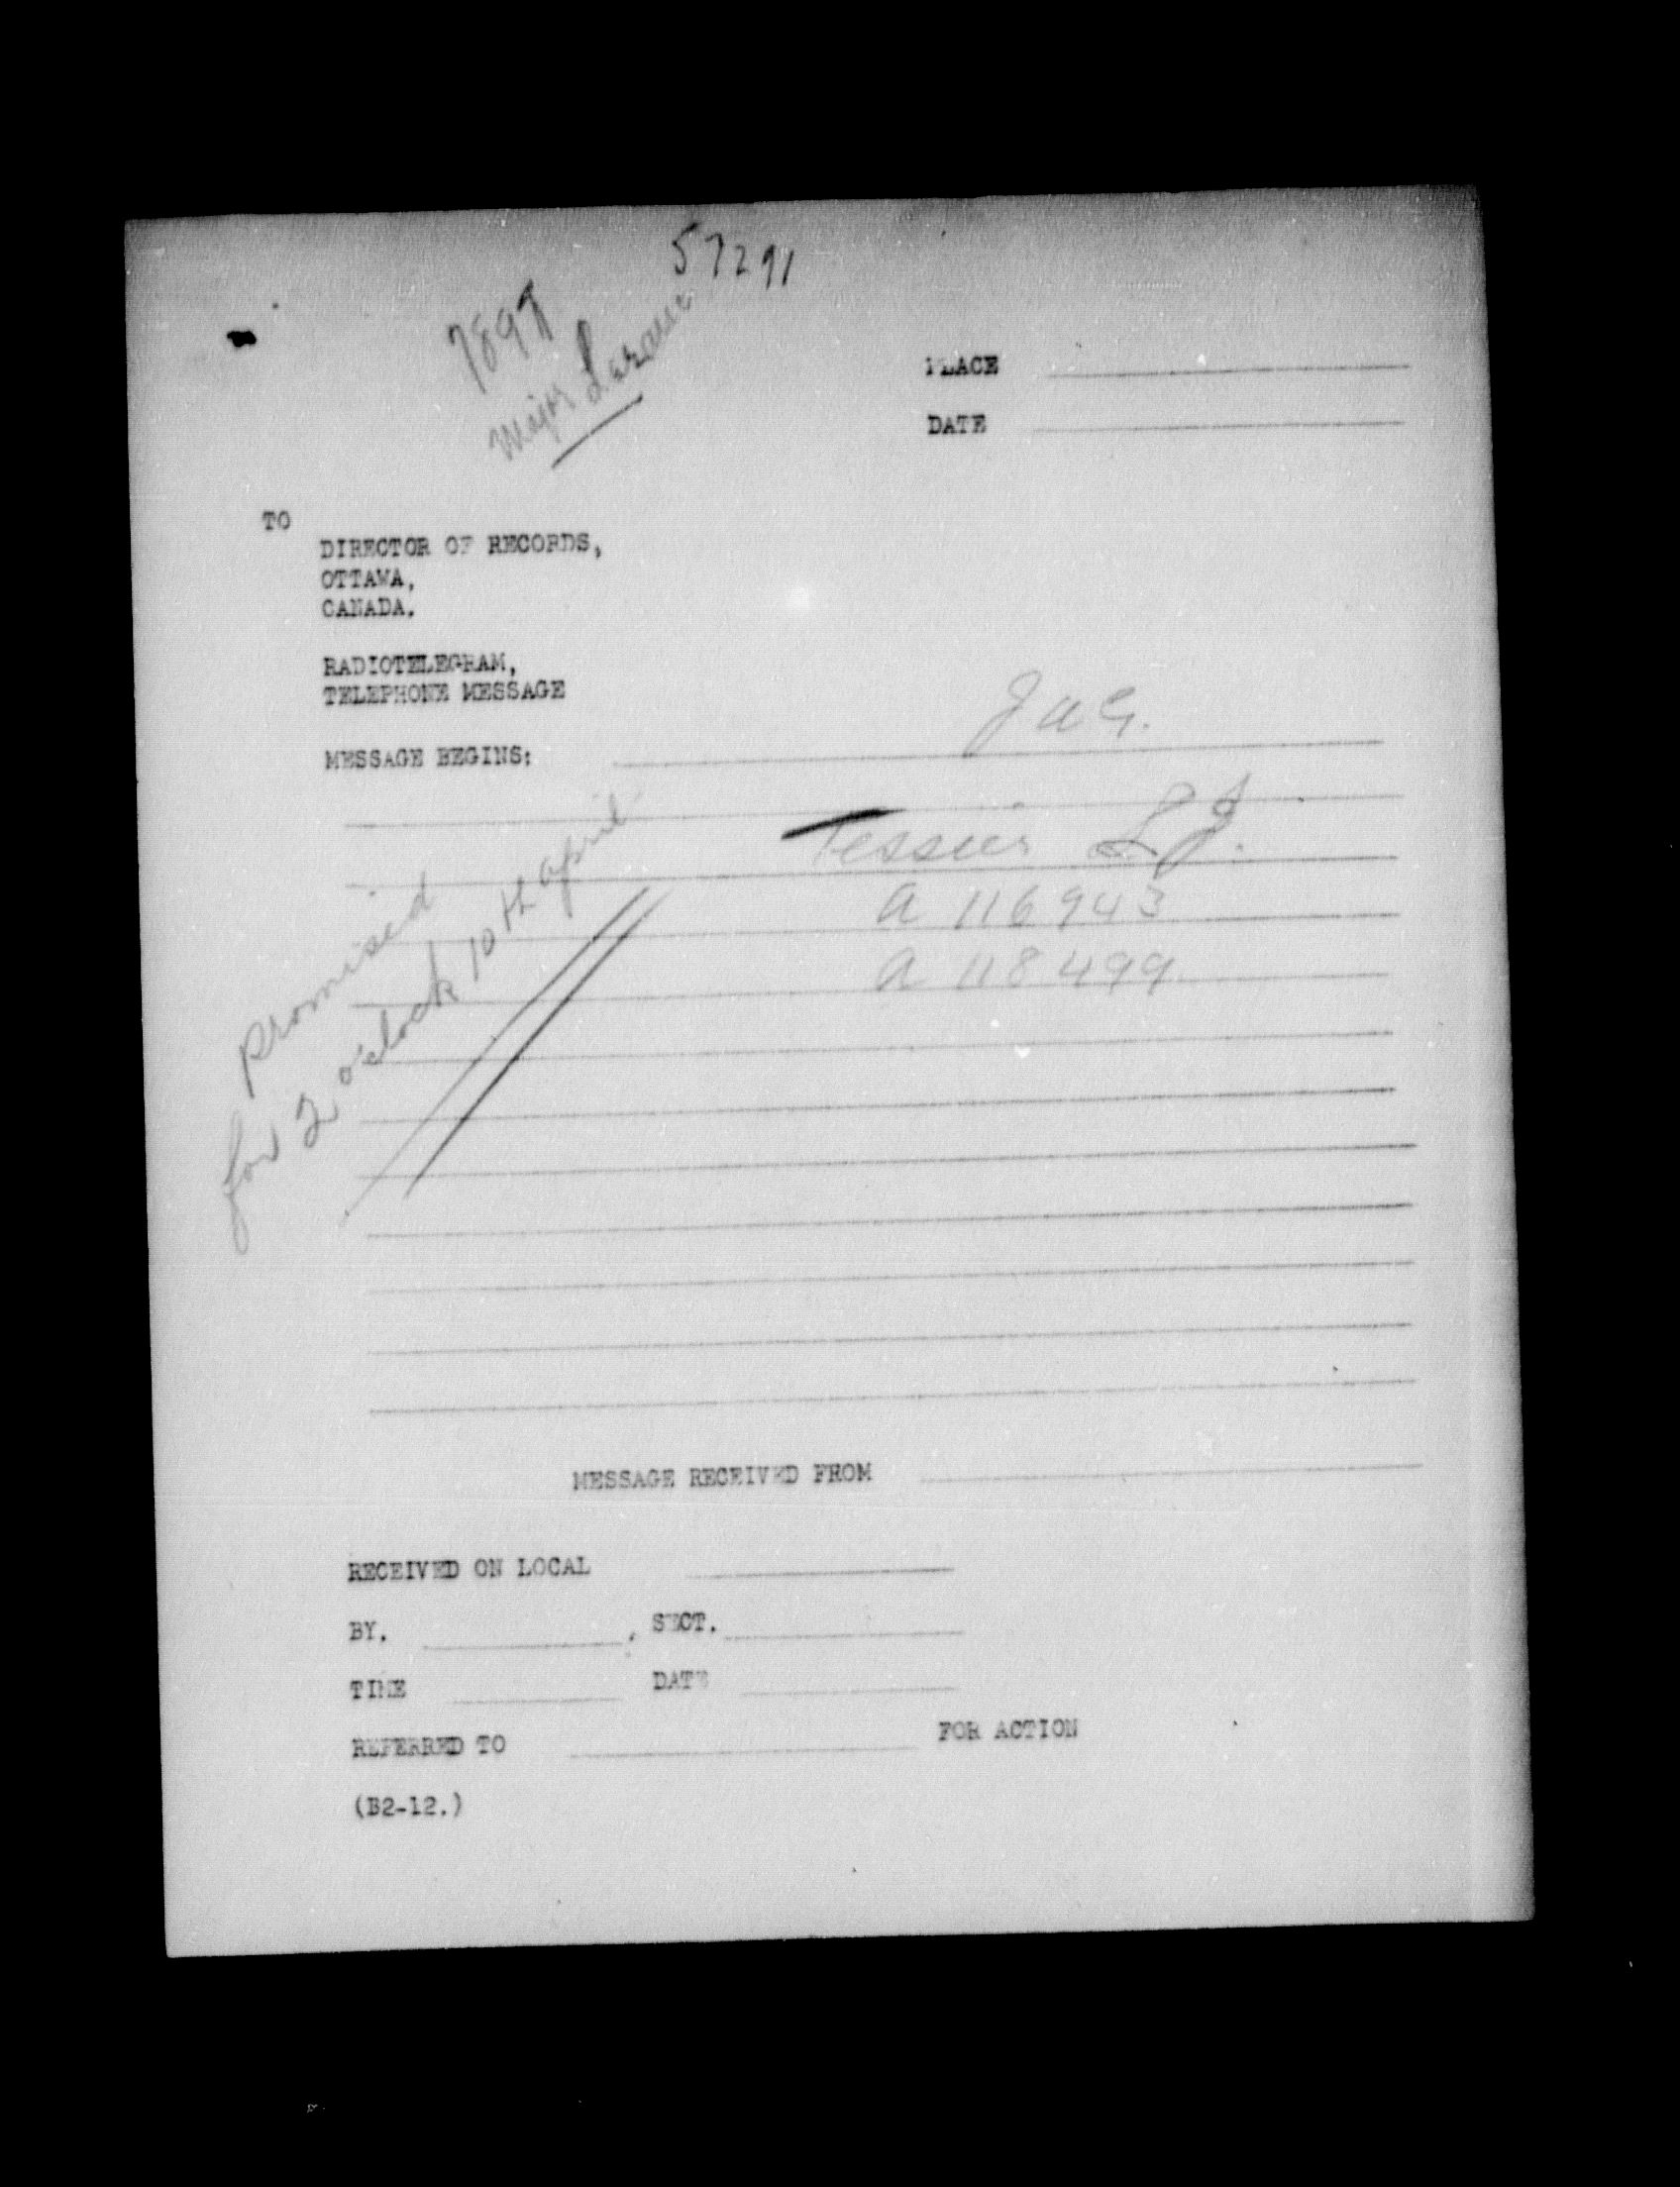 57291
Major
PLACE
DATE
TO
DIRECTOR OF RECORDS,
OTTAWA,
CANADA.
RADIOTELEGRAM,
TELEPHONE MESSAGE
JAG.
MESSAGE BEGINS:
Tessier L J.
A 116943
A 118499
promised
for 2 o'clock 10th April
MESSAGE RECEIVED FROM
RECEIVED ON LOCAL
BY. , SECT.
TIME DATE
REFERRED TO FOR ACTION
(B2-12.)